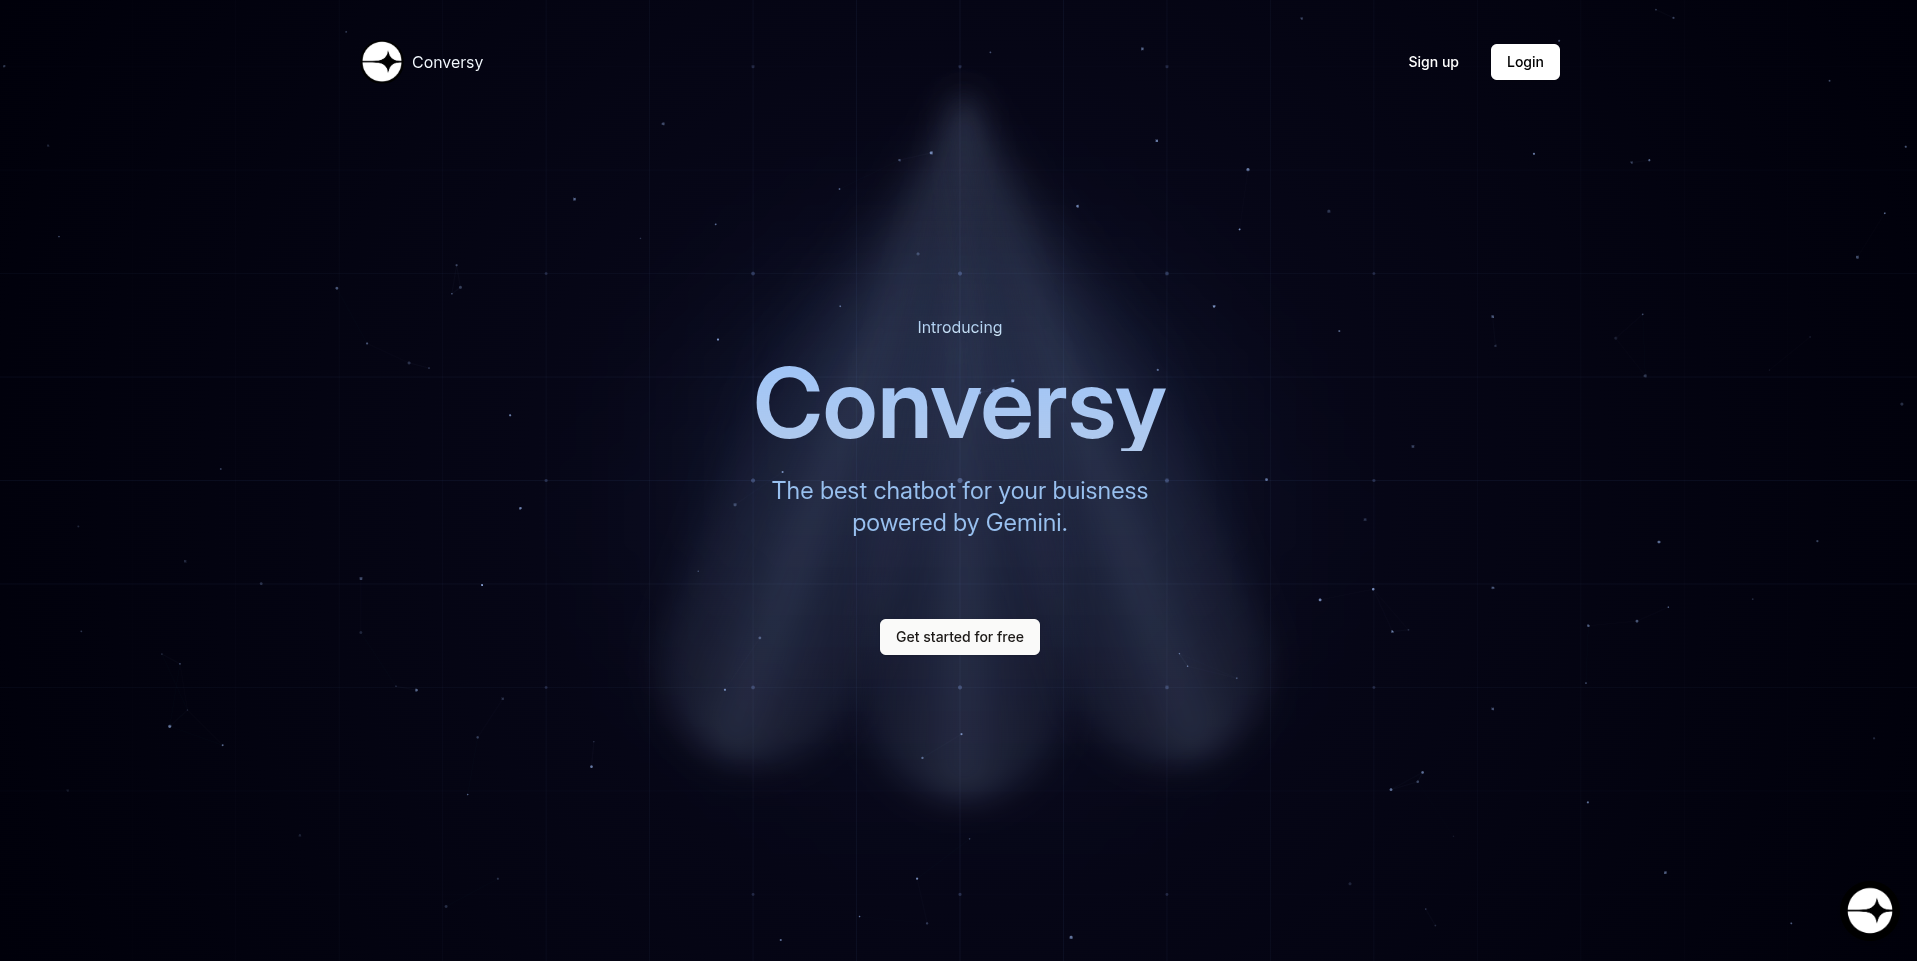 Conversy
Sign up
Login
Introducing
Conversy
The best chatbot for your buisness
powered by Gemini.
Get started for free